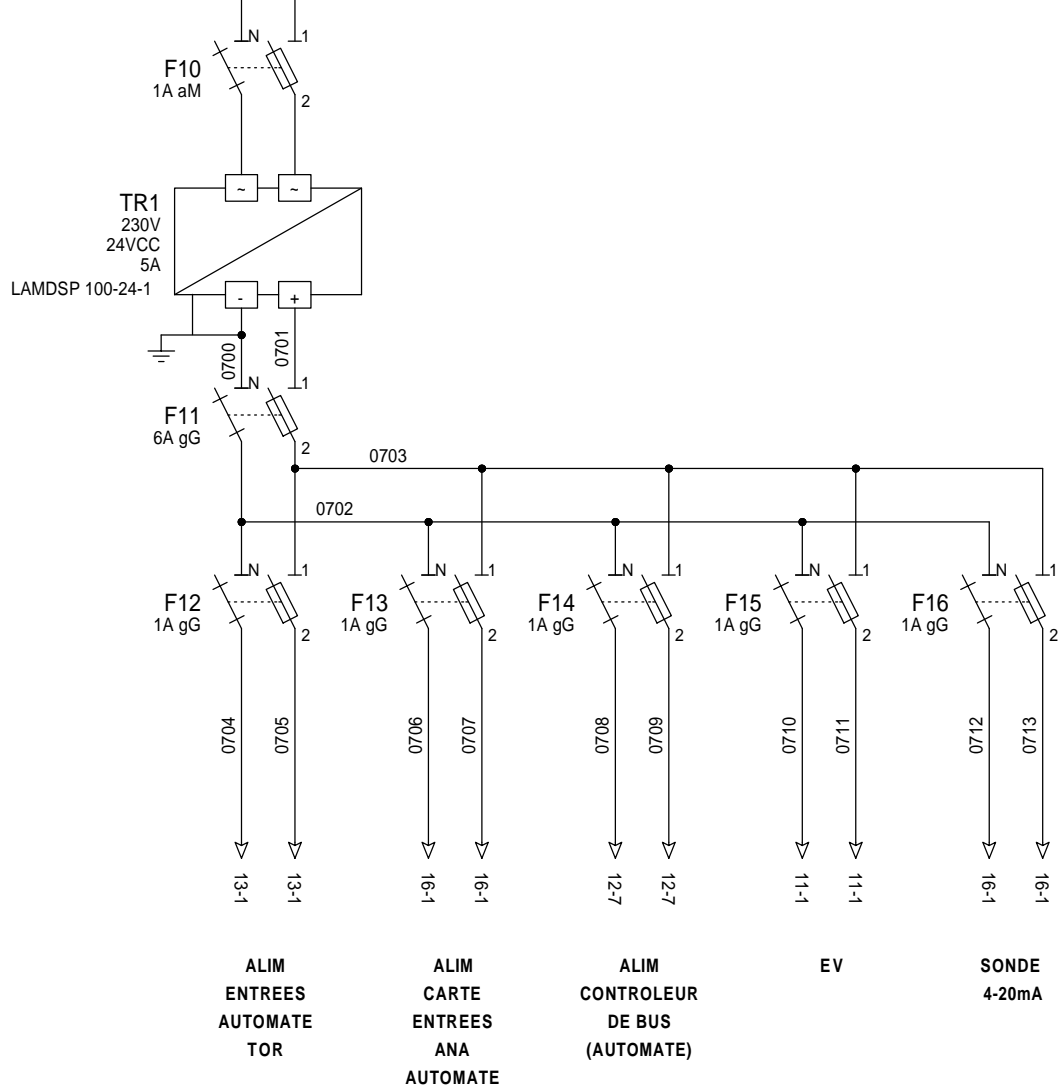 N 1
F10
1A aM
2
~ ~
TR1
230V
24VCC
5A
LAMDSP 100-24-1
- +
0700 0701
N 1
F11
6A gG
2
0703
0702
N 1 N 1 N 1 N 1 N 1
F12 F13 F14 F15 F16
1A gG 1A gG 1A gG 1A gG 1A gG
2 2 2 2 2
0704 0705 0706 0707 0708 0709 0710 0711 0712 0713
13-1 13-1 16-1 16-1 12-7 12-7 11-1 11-1 16-1 16-1
ALIM
ENTREES
AUTOMATE
TOR
ALIM
CARTE
ENTREES
ANA
AUTOMATE
ALIM
CONTROLEUR
DE BUS
(AUTOMATE)
EV
SONDE
4-20mA